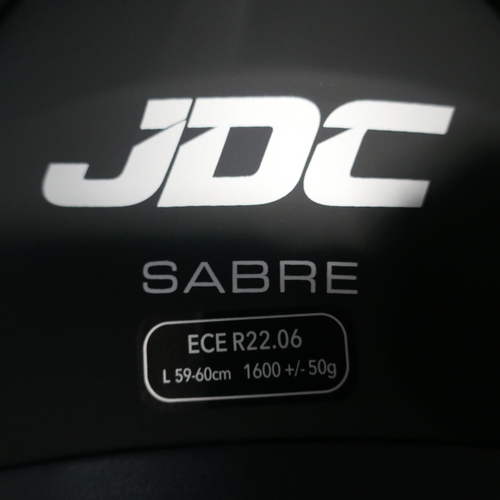 JDC
SABRE
ECE R22.06
L 59-60cm 1600 +/- 50g